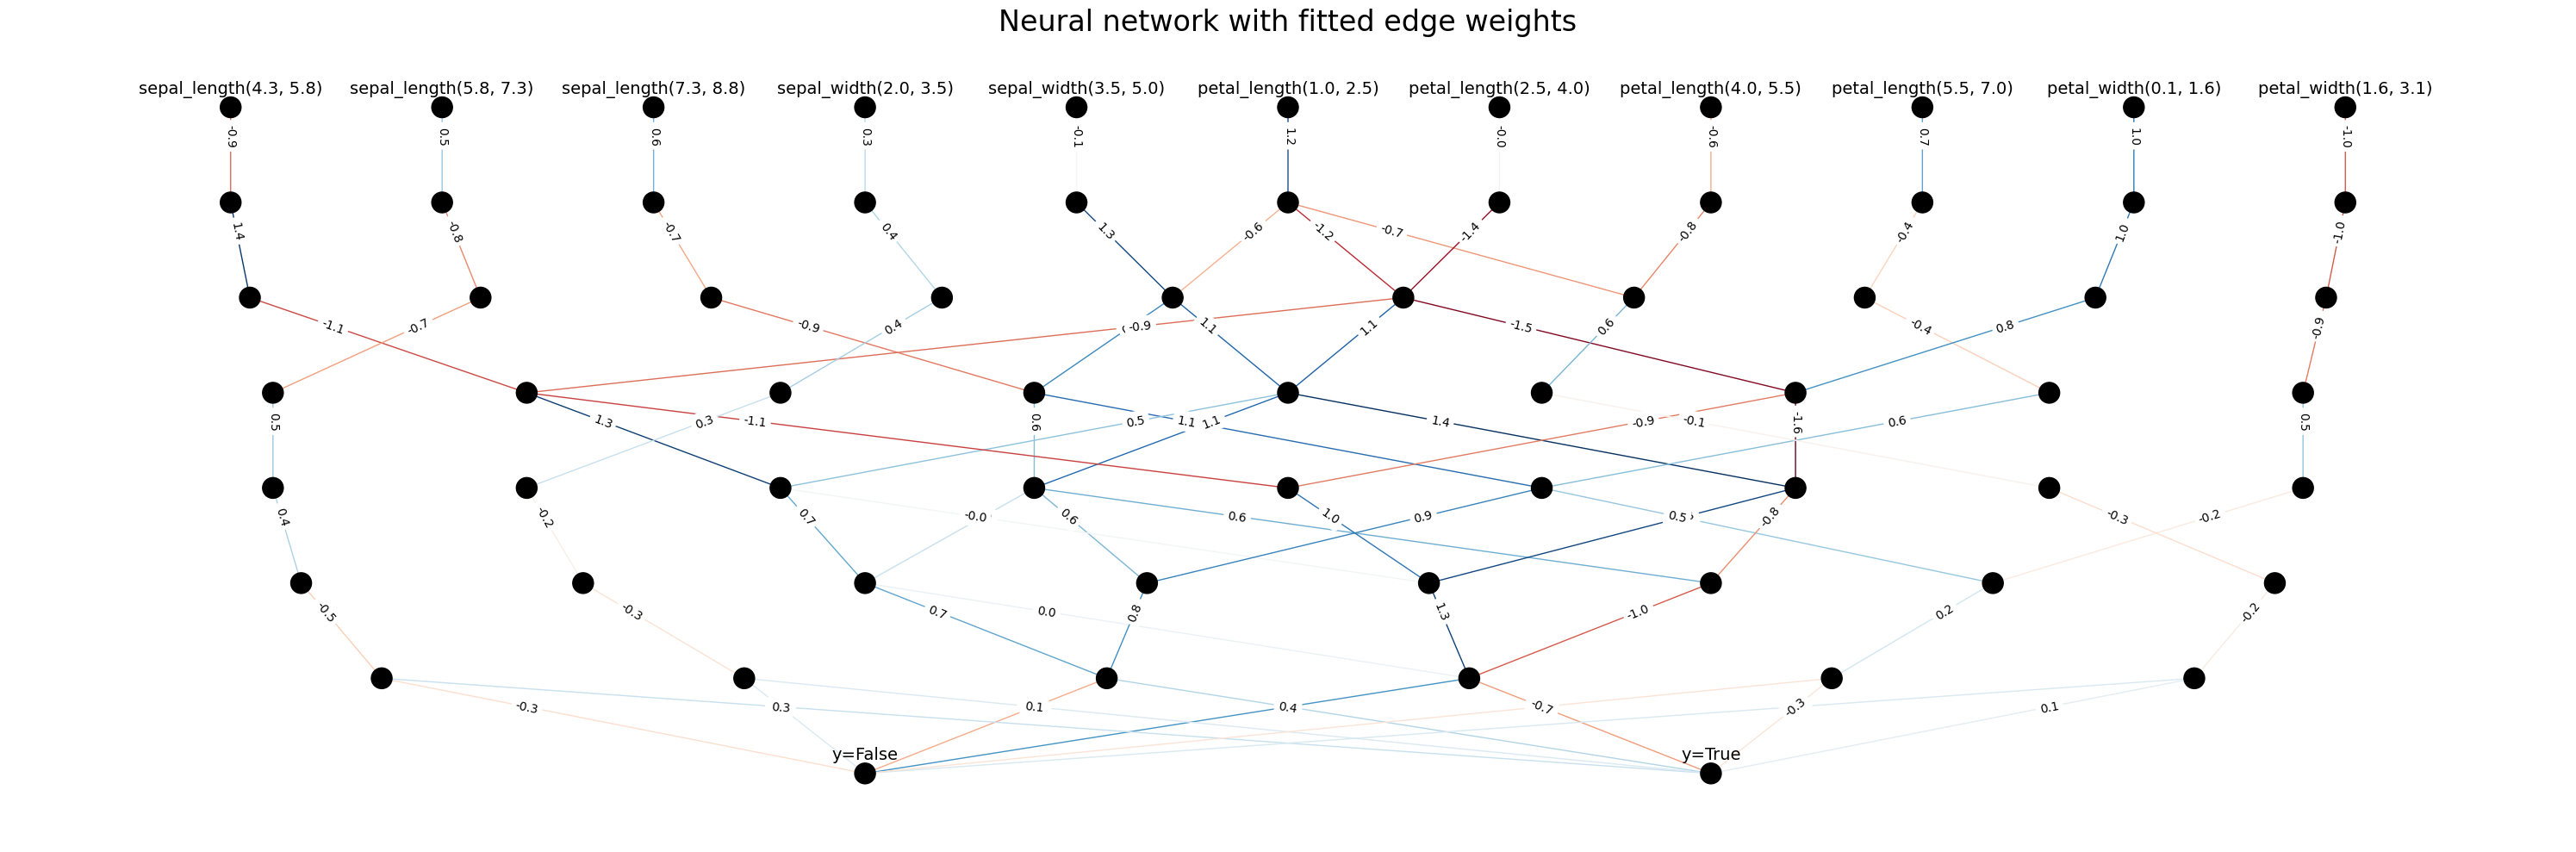 Neural network with fitted edge weights
sepal_length(4.3, 5.8) sepal_length(5.8, 7.3) sepal_length(7.3, 8.8) sepal_width(2.0, 3.5) sepal_width(3.5, 5.0) petal_length(1.0, 2.5) petal_length(2.5, 4.0) petal_length(4.0, 5.5) petal_length(5.5, 7.0) petal_width(0.1, 1.6) petal_width(1.6, 3.1)
-0.9 0.5 0.6 0.3 -0.1 1.2 -0.0 -0.6 0.7 1.0 -1.0
1.4 -0.8 -0.7 0.4 1.3 -0.6 -1.2 -0.7 -1.4 -0.8 -0.4 1.0 -1.0
-1.1 -0.7 -0.9 0.4 -0.9 1.1 1.1 -1.5 0.6 -0.4 0.8 -0.9
0.5 1.3 0.3 -1.1 0.6 0.5 1.1 1.1 1.4 -0.9 -0.1 -1.6 0.6 0.5
0.4 -0.2 0.7 -0.0 0.6 0.6 1.0 0.9 0.5 -0.8 -0.3 -0.2
-0.5 -0.3 0.7 0.0 0.8 1.3 -1.0 0.2 -0.2
-0.3 0.3 0.1 0.4 -0.7 -0.3 0.1
y=False y=True